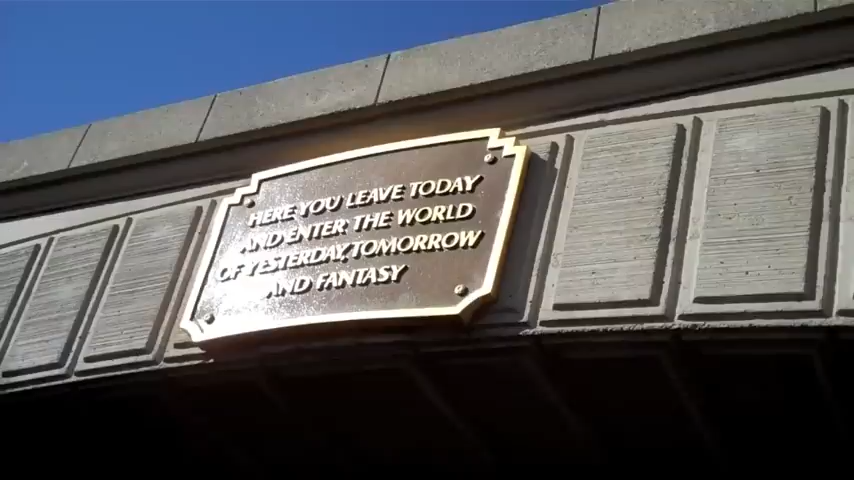 HERE YOU LEAVE TODAY
AND ENTER THE WORLD
OF YESTERDAY, TOMORROW
AND FANTASY